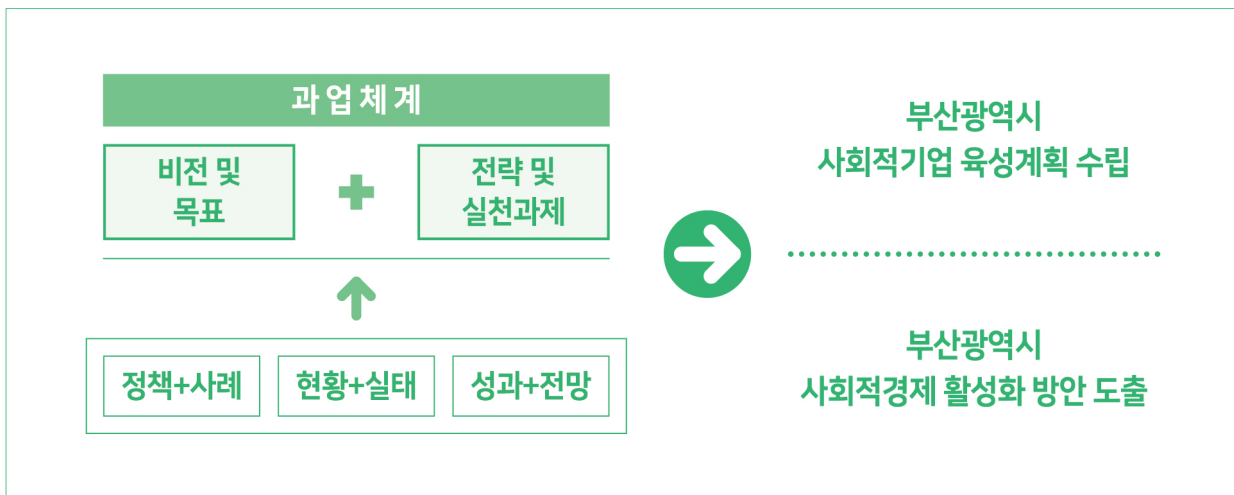 과업체계
비전 및
목표
전략 및
실천과제
정책+사례
현황+실태
성과+전망
부산광역시
사회적기업 육성계획 수립
부산광역시
사회적경제 활성화 방안 도출